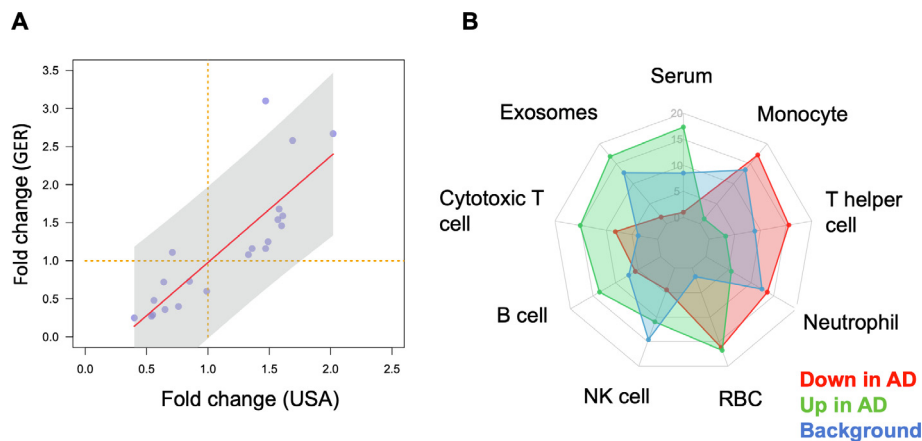 A
Fold change (GER)
3.5
3.0
2.5
2.0
1.5
1.0
0.5
0.0
0.0
0.5
1.0
1.5
2.0
2.5
Fold change (USA)
B
Serum
Exosomes
Monocyte
20
15
10
5
0
Cytotoxic T
cell
T helper
cell
B cell
Neutrophil
NK cell
RBC
Down in AD
Up in AD
Background